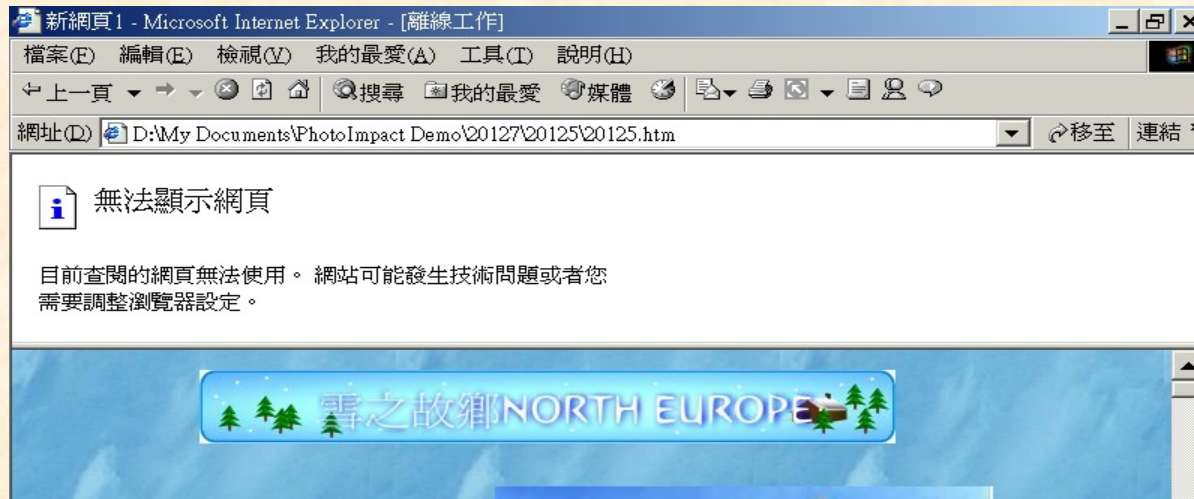 新網頁1 - Microsoft Internet Explorer - [離線工作]
檔案(F) 編輯(E) 檢視(V) 我的最愛(A) 工具(T) 說明(H)
上一頁 搜尋 我的最愛 媒體
網址(D) D:\My Documents\PhotoImpact Demo\20127\20125\20125.htm 移至 連結
無法顯示網頁
目前查閱的網頁無法使用。 網站可能發生技術問題或者您
需要調整瀏覽器設定。
雪之故鄉NORTH EUROPE